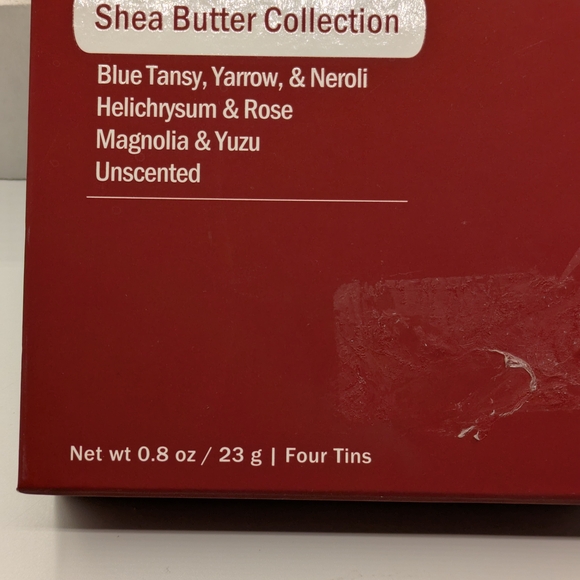 Shea Butter Collection
Blue Tansy, Yarrow, & Neroli
Helichrysum & Rose
Magnolia & Yuzu
Unscented
Net wt 0.8 oz / 23 g | Four Tins